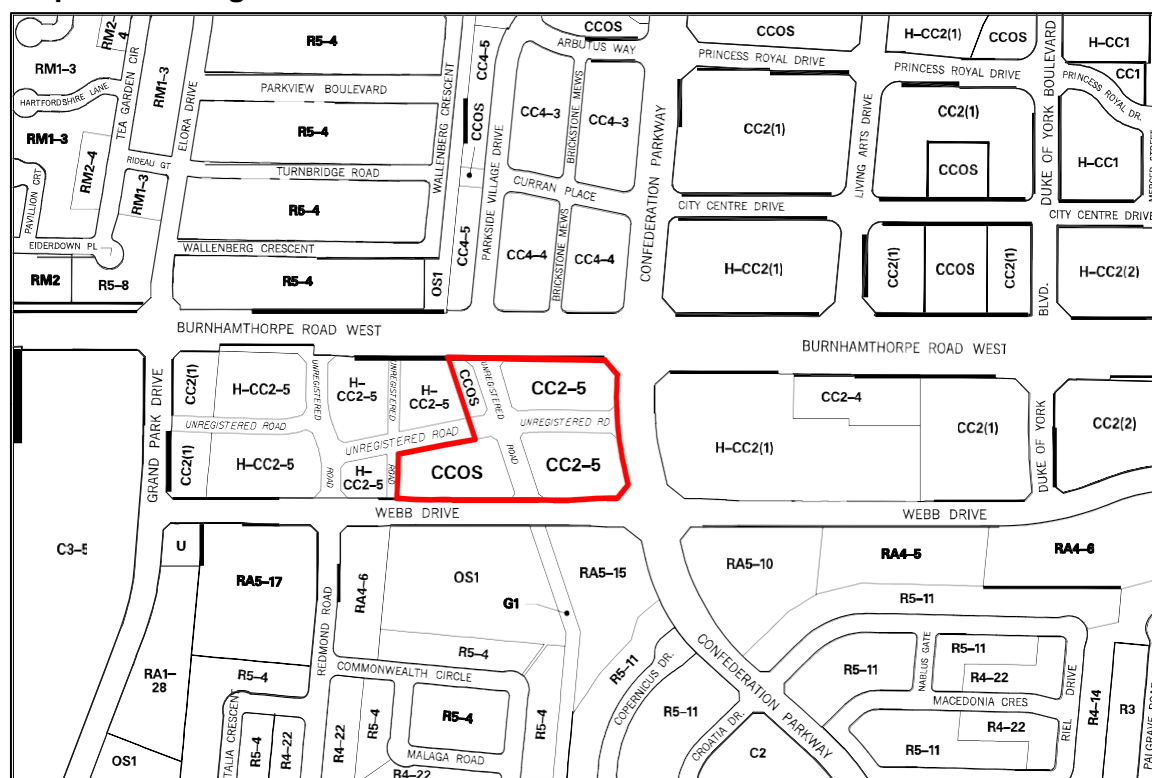 RM2-4
RM1-3
HARTFORDSHIRE LANE
TEA GARDEN CIR
RM1-3
ELORA DRIVE
R5-4
PARKVIEW BOULEVARD
R5-4
TURNBRIDGE ROAD
R5-4
WALLENBERG CRESCENT
R5-4
WALLENBERG CRESCENT
RM1-3
RM2-4
RIDEAU GT
RM1-3
PAVILLION CRT
EIDERDOWN PL
RM2
R5-8
CC4-5
CCOS
CC4-5
OS1
PARKSIDE VILLAGE DRIVE
CCOS
ARBUTUS WAY
CC4-3
BRICKSTONE MEWS
CC4-3
CURRAN PLACE
CC4-4
BRICKSTONE MEWS
CC4-4
CONFEDERATION PARKWAY
CCOS
PRINCESS ROYAL DRIVE
CC2(1)
CITY CENTRE DRIVE
H-CC2(1)
LIVING ARTS DRIVE
H-CC2(1)
CCOS
PRINCESS ROYAL DRIVE
CC2(1)
CCOS
CC2(1)
CCOS
CC2(1)
DUKE OF YORK BOULEVARD
H-CC1
CC1
PRINCESS ROYAL DR.
H-CC1
CITY CENTRE DRIVE
H-CC2(2)
BLVD.
BURNHAMTHORPE ROAD WEST
BURNHAMTHORPE ROAD WEST
GRAND PARK DRIVE
CC2(1)
H-CC2-5
UNREGISTERED
H-
CC2-5
UNREGISTERED
H-
CC2-5
CCOS
UNREGISTERED
CC2-5
UNREGISTERED ROAD
UNREGISTERED ROAD
UNREGISTERED RD
CC2(1)
H-CC2-5
ROAD
H-
CC2-5
ROAD
CCOS
ROAD
CC2-5
CC2-4
H-CC2(1)
CC2(1)
DUKE OF YORK
CC2(2)
WEBB DRIVE
WEBB DRIVE
U
RA5-17
REDMOND ROAD
RA4-6
OS1
G1
RA5-15
RA5-10
RA4-5
RA4-6
R5-11
RA1-
28
R5-4
R5-4
COMMONWEALTH CIRCLE
R5-11
COPERNICUS DR.
CONFEDERATION PARKWAY
R5-11
NABLUS GATE
R5-11
R4-22
MACEDONIA CRES
RIEL DRIVE
R4-14
R3
R5-4
R4-22
R4-22
R5-4
R5-4
MALAGA ROAD
R4-22
R5-4
R5-11
CROATIA DR.
C2
R5-11
R4-22
OS1